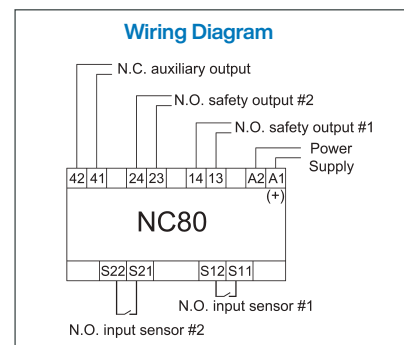 Wiring Diagram
N.C. auxiliary output
N.O. safety output #2
N.O. safety output #1
Power
Supply
42 41 24 23 14 13 A2 A1
(+)
NC80
S22 S21 S12 S11
N.O. input sensor #1
N.O. input sensor #2